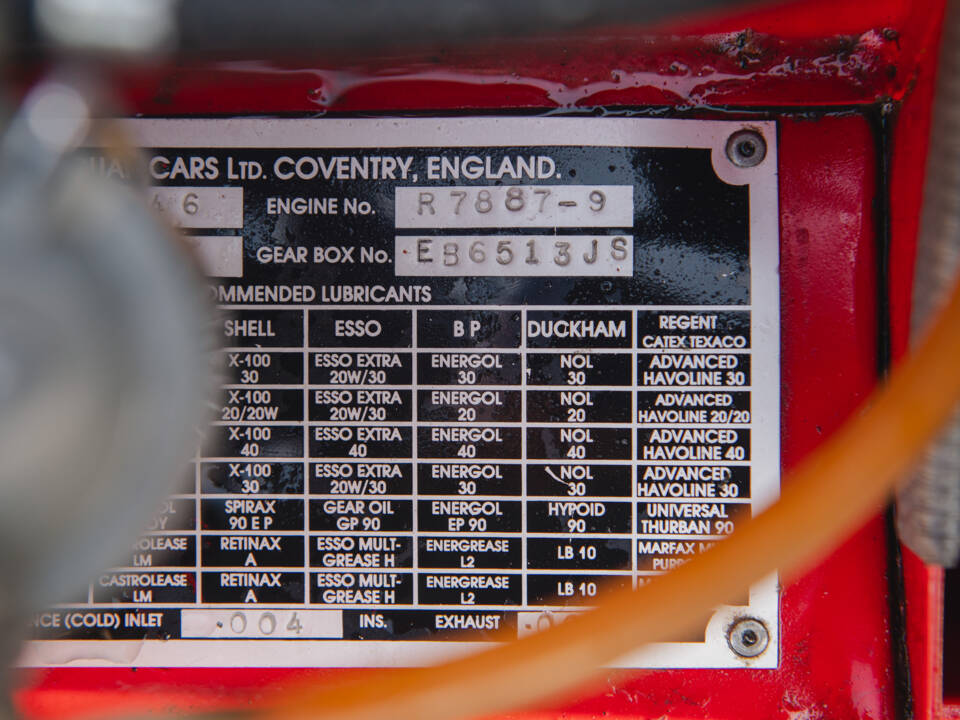 CARS LTD. COVENTRY, ENGLAND.
46 ENGINE No. R7887-9
GEAR BOX No. EB6513JS
OMMENDED LUBRICANTS
SHELL ESSO BP DUCKHAM REGENT
CATEX TEXACO
X-100 ESSO EXTRA ENERGOL NOL ADVANCED
30 20W/30 30 30 HAVOLINE 30
X-100 ESSO EXTRA ENERGOL NOL ADVANCED
20/20W 20W/30 20 20 HAVOLINE 20/20
X-100 ESSO EXTRA ENERGOL NOL ADVANCED
40 40 40 40 HAVOLINE 40
X-100 ESSO EXTRA ENERGOL NOL ADVANCED
30 20W/30 30 30 HAVOLINE 30
SPIRAX GEAR OIL ENERGOL HYPOID UNIVERSAL
90 E P GP 90 EP 90 90 THURBAN 90
ROLEASE RETINAX ESSO MULT- ENERGREASE LB 10 MARFAX
LM A GREASE H L2
CASTROLEASE RETINAX ESSO MULT- ENERGREASE LB 10
LM A GREASE H L2
NCE (COLD) INLET .004 INS. EXHAUST